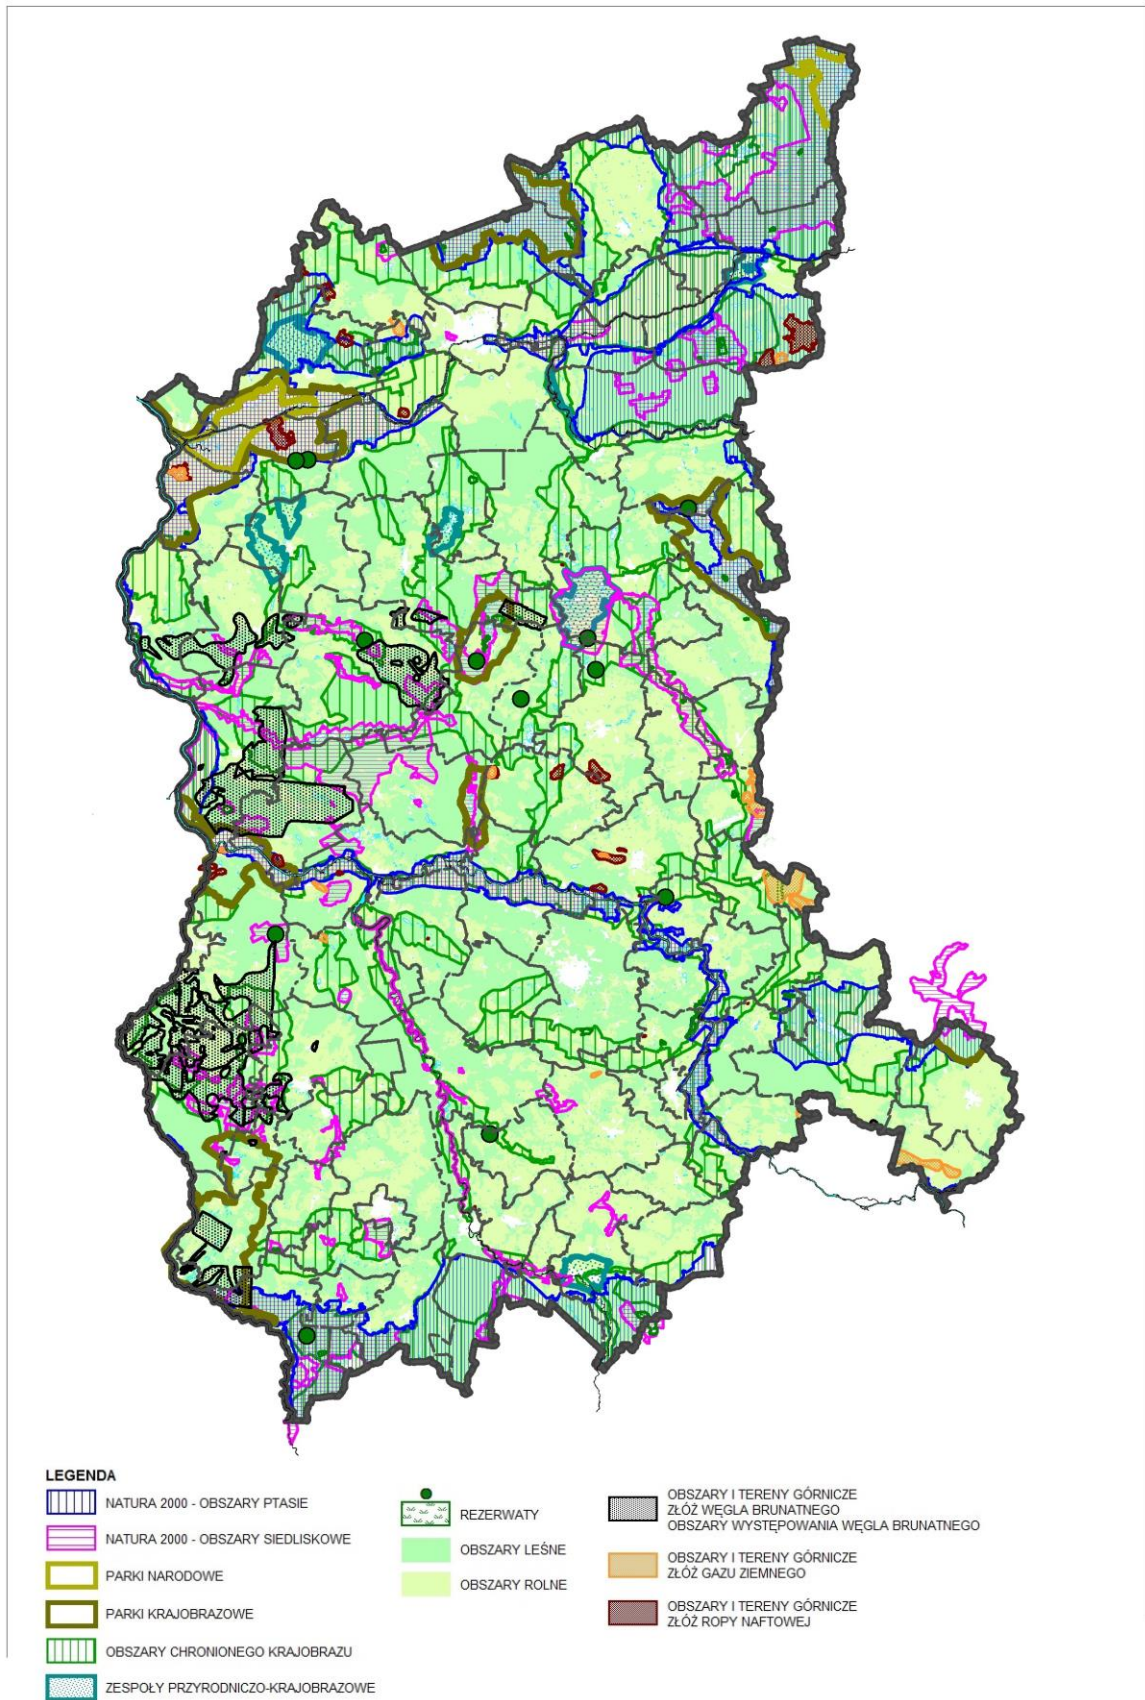 LEGENDA
NATURA 2000 - OBSZARY PTASIE
NATURA 2000 - OBSZARY SIEDLISKOWE
PARKI NARODOWE
PARKI KRAJOBRAZOWE
OBSZARY CHRONIONEGO KRAJOBRAZU
ZESPOŁY PRZYRODNICZO-KRAJOBRAZOWE
REZERWATY
OBSZARY LEŚNE
OBSZARY ROLNE
OBSZARY I TERENY GÓRNICZE
ZŁÓŻ WĘGLA BRUNATNEGO
OBSZARY WYSTĘPOWANIA WĘGLA BRUNATNEGO
OBSZARY I TERENY GÓRNICZE
ZŁÓŻ GAZU ZIEMNEGO
OBSZARY I TERENY GÓRNICZE
ZŁÓŻ ROPY NAFTOWEJ